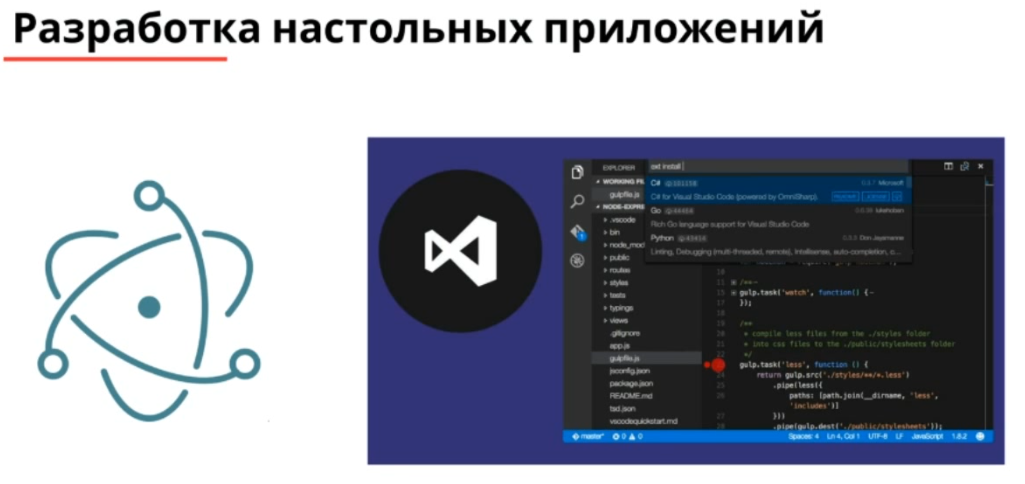 Разработка настольных приложений
EXPLORER
ext install
WORKING FI
gulpfile.js
NODE-EXPRE
.vscode
bin
node_mod
public
routes
styles
tests
typings
views
.gitignore
app.js
gulpfile.js
jsconfig.json
package.json
README.md
tsd.json
vscodequickstart.md
C#
Microsoft
C# for Visual Studio Code (powered by OmniSharp).
Go
lukehoban
Rich Go language support for Visual Studio Code
Python
Don Jayamanne
Linting, Debugging (multi-threaded, remote), Intellisense, auto-completion, c...
10
11 /**
15 gulp.task('watch', function() {
17 });
18
19 /**
20 * compile less files from the ./styles folder
21 * into css files to the ./public/stylesheets folder
22 */
gulp.task('less', function () {
24 return gulp.src('./styles/**/*.less')
25 .pipe(less({
26 paths: [path.join(__dirname, 'less',
'includes')]
27 }))
28 .pipe(gulp.dest('./public/stylesheets'));
master* 0 0
Spaces: 4 Ln 4, Col 1 UTF-8 LF JavaScript 1.8.2